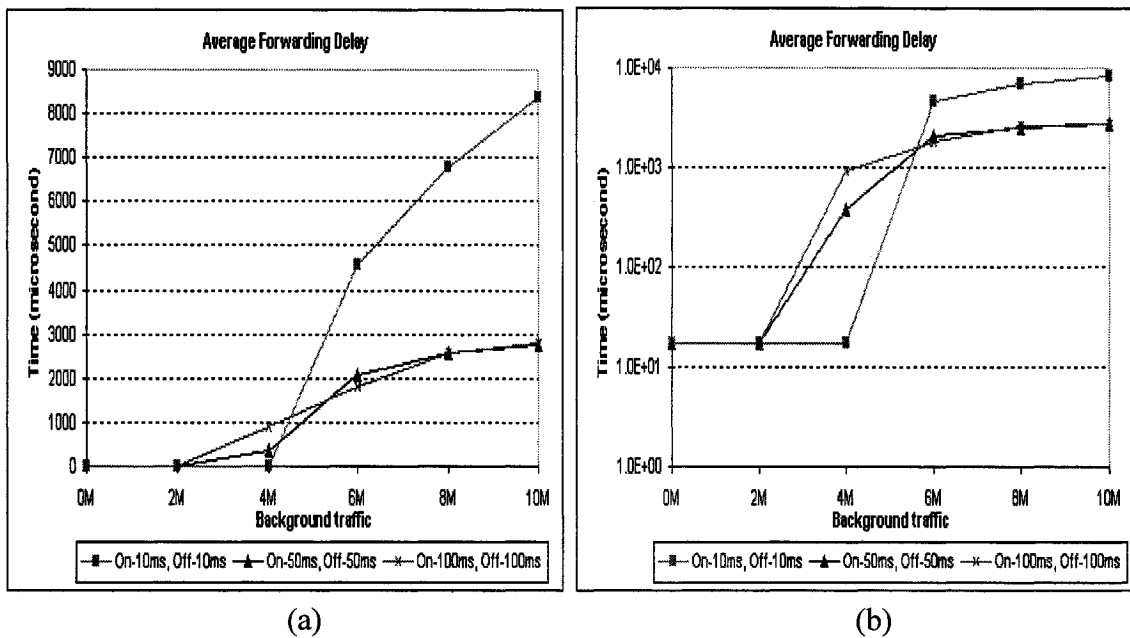 Average Forwarding Delay
9000
8000
7000
6000
5000
4000
3000
2000
1000
0
Time (microsecond)
0M 2M 4M 6M 8M 10M
Background traffic
On-10ms, Off-10ms On-50ms, Off-50ms On-100ms, Off-100ms
(a)
Average Forwarding Delay
1.0E+04
1.0E+03
1.0E+02
1.0E+01
1.0E+00
Time (microsecond)
0M 2M 4M 6M 8M 10M
Background traffic
On-10ms, Off-10ms On-50ms, Off-50ms On-100ms, Off-100ms
(b)